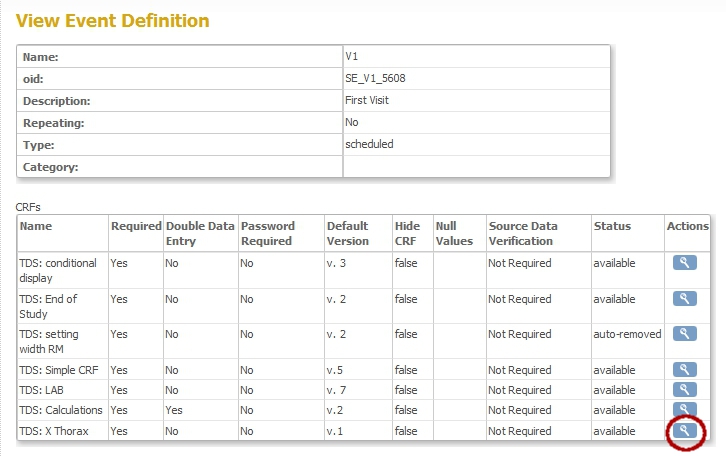 View Event Definition
Name: V1
oid: SE_V1_5608
Description: First Visit
Repeating: No
Type: scheduled
Category:
CRFs
Name Required Double Data Entry Password Required Default Version Hide CRF Null Values Source Data Verification Status Actions
TDS: conditional display Yes No No v. 3 false Not Required available
TDS: End of Study Yes No No v. 2 false Not Required available
TDS: setting width RM Yes No No v. 2 false Not Required auto-removed
TDS: Simple CRF Yes No No v.5 false Not Required available
TDS: LAB Yes No No v. 7 false Not Required available
TDS: Calculations Yes Yes No v.2 false Not Required available
TDS: X Thorax Yes No No v.1 false Not Required available